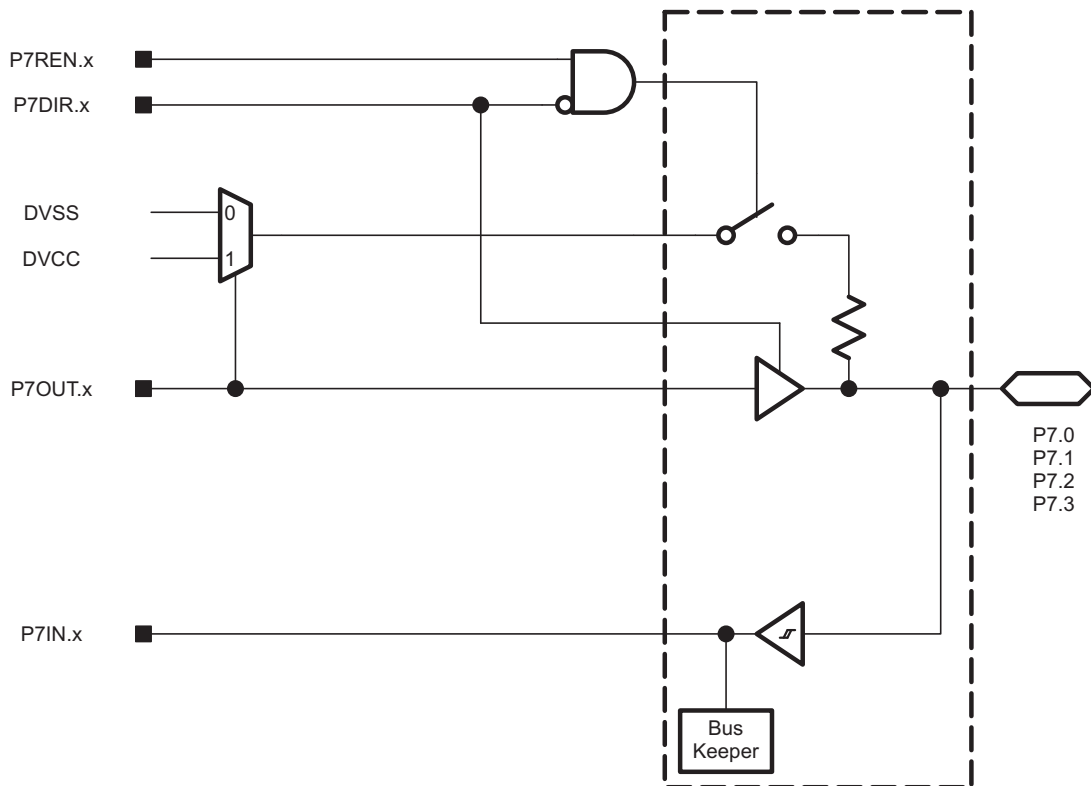 P7REN.x
P7DIR.x
DVSS
0
DVCC
1
P7OUT.x
P7.0
P7.1
P7.2
P7.3
P7IN.x
Bus
Keeper